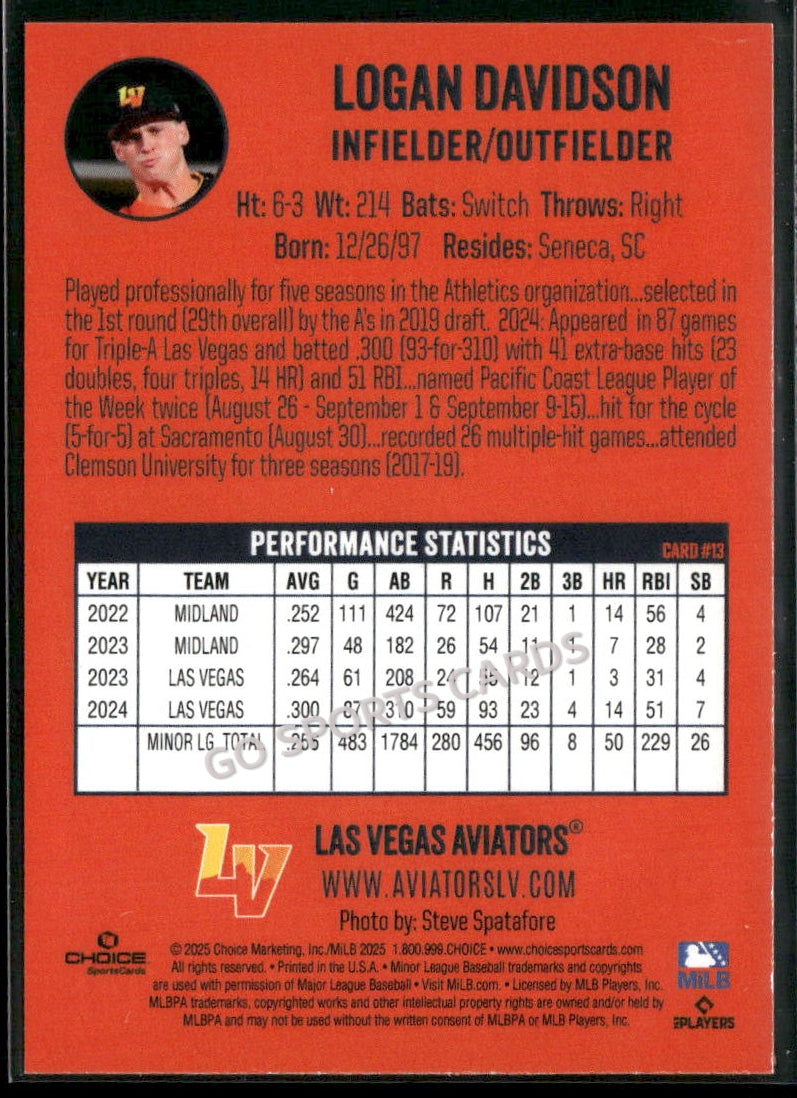 LV
LOGAN DAVIDSON
INFIELDER/OUTFIELDER
Ht: 6-3 Wt: 214 Bats: Switch Throws: Right
Born: 12/26/97 Resides: Seneca, SC
Played professionally for five seasons in the Athletics organization...selected in
the 1st round (29th overall) by the A's in 2019 draft. 2024: Appeared in 87 games
for Triple-A Las Vegas and batted .300 (93-for-310) with 41 extra-base hits (23
doubles, four triples, 14 HR) and 51 RBI...named Pacific Coast League Player of
the Week twice (August 26 - September 1 & September 9-15)...hit for the cycle
(5-for-5) at Sacramento (August 30)...recorded 26 multiple-hit games...attended
Clemson University for three seasons (2017-19).
PERFORMANCE STATISTICS CARD #13
YEAR TEAM AVG G AB R H 2B 3B HR RBI SB
2022 MIDLAND .252 111 424 72 107 21 1 14 56 4
2023 MIDLAND .297 48 182 26 54 11 1 7 28 2
2023 LAS VEGAS .264 61 208 24 55 12 1 3 31 4
2024 LAS VEGAS .300 87 310 59 93 23 4 14 51 7
MINOR LG. TOTAL 483 1784 280 456 96 8 50 229 26
GO SPORTS CARDS
LV
LAS VEGAS AVIATORS®
WWW.AVIATORSLV.COM
Photo by: Steve Spatafore
CHOICE
SportsCards
© 2025 Choice Marketing, Inc./MiLB 2025 1.800.999.CHOICE • www.choicesportscards.com
All rights reserved. • Printed in the U.S.A. • Minor League Baseball trademarks and copyrights
are used with permission of Major League Baseball • Visit MiLB.com. • Licensed by MLB Players, Inc.
MLBPA trademarks, copyrighted works and other intellectual property rights are owned and/or held by
MLBPA and may not be used without the written consent of MLBPA or MLB Players, Inc.
MiLB
PLAYERS